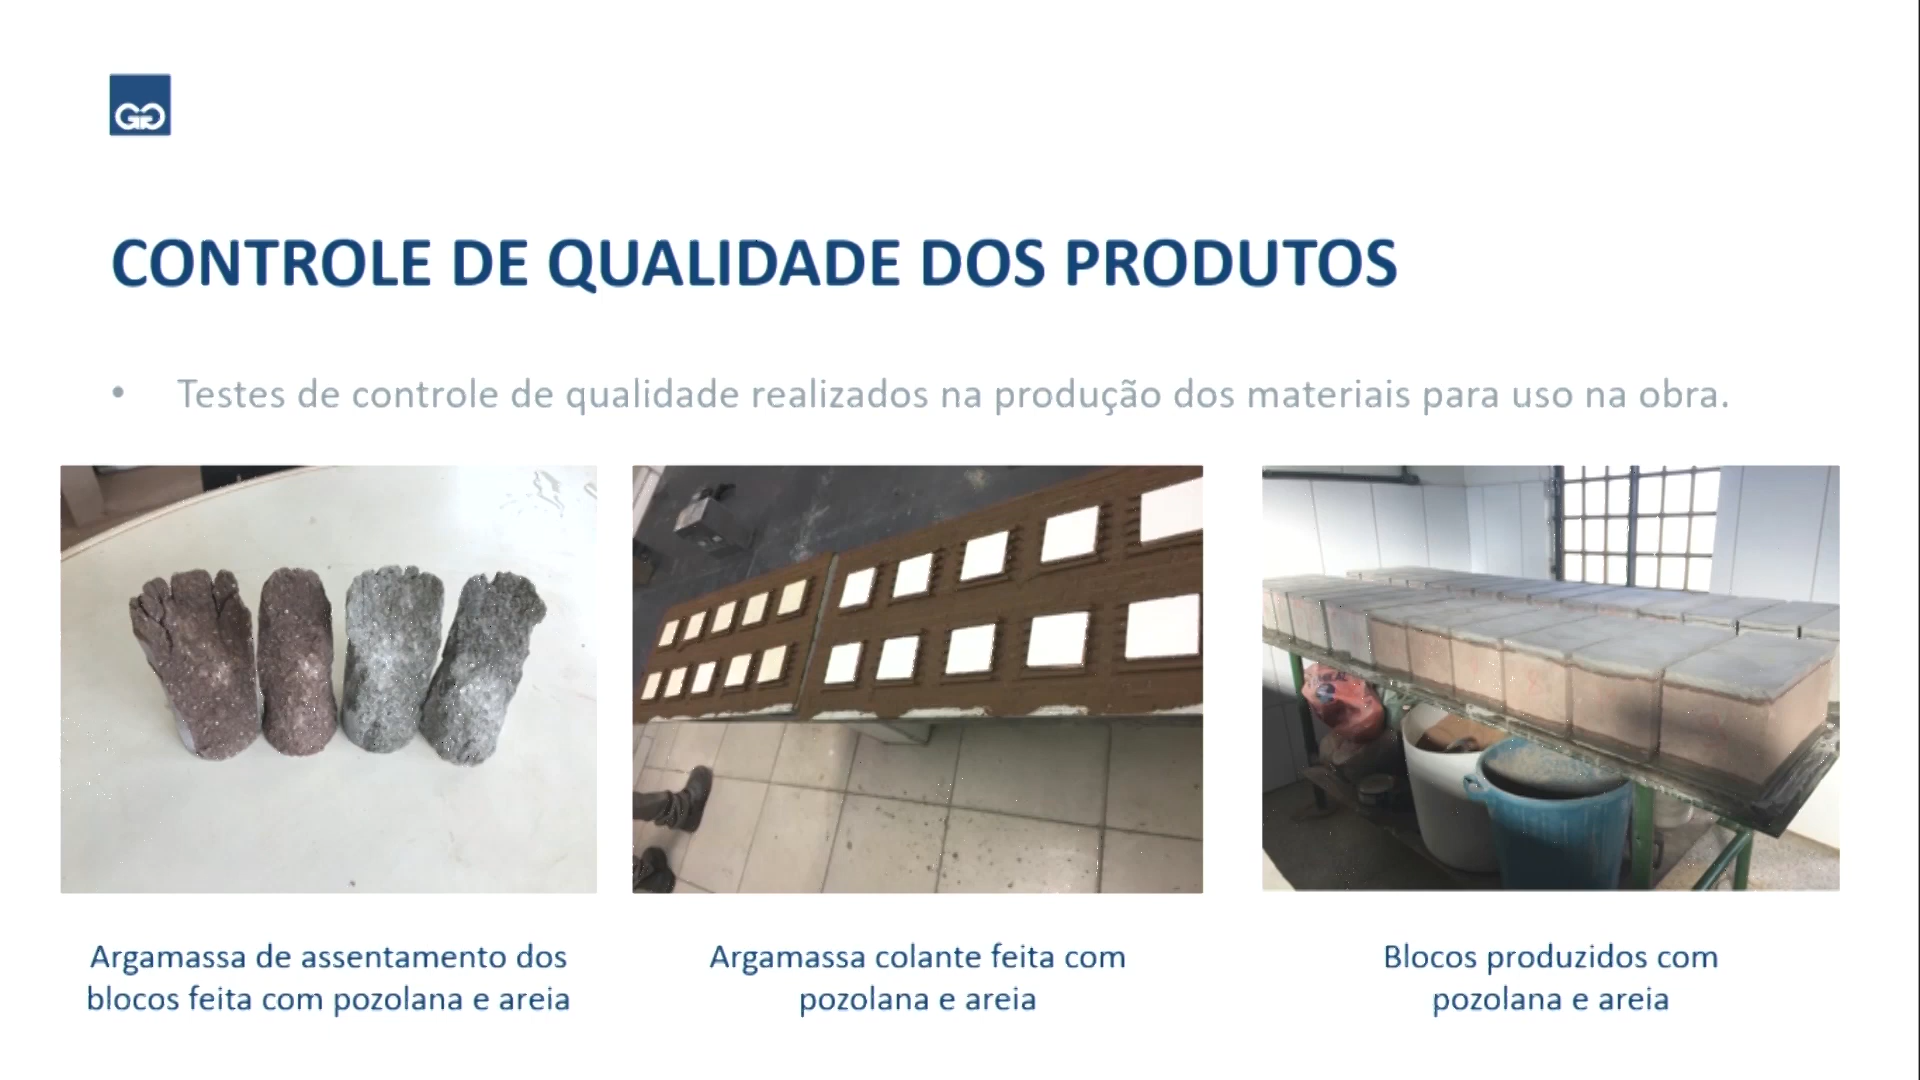 CONTROLE DE QUALIDADE DOS PRODUTOS
• Testes de controle de qualidade realizados na produção dos materiais para uso na obra.
Argamassa de assentamento dos
blocos feita com pozolana e areia
Argamassa colante feita com
pozolana e areia
Blocos produzidos com
pozolana e areia